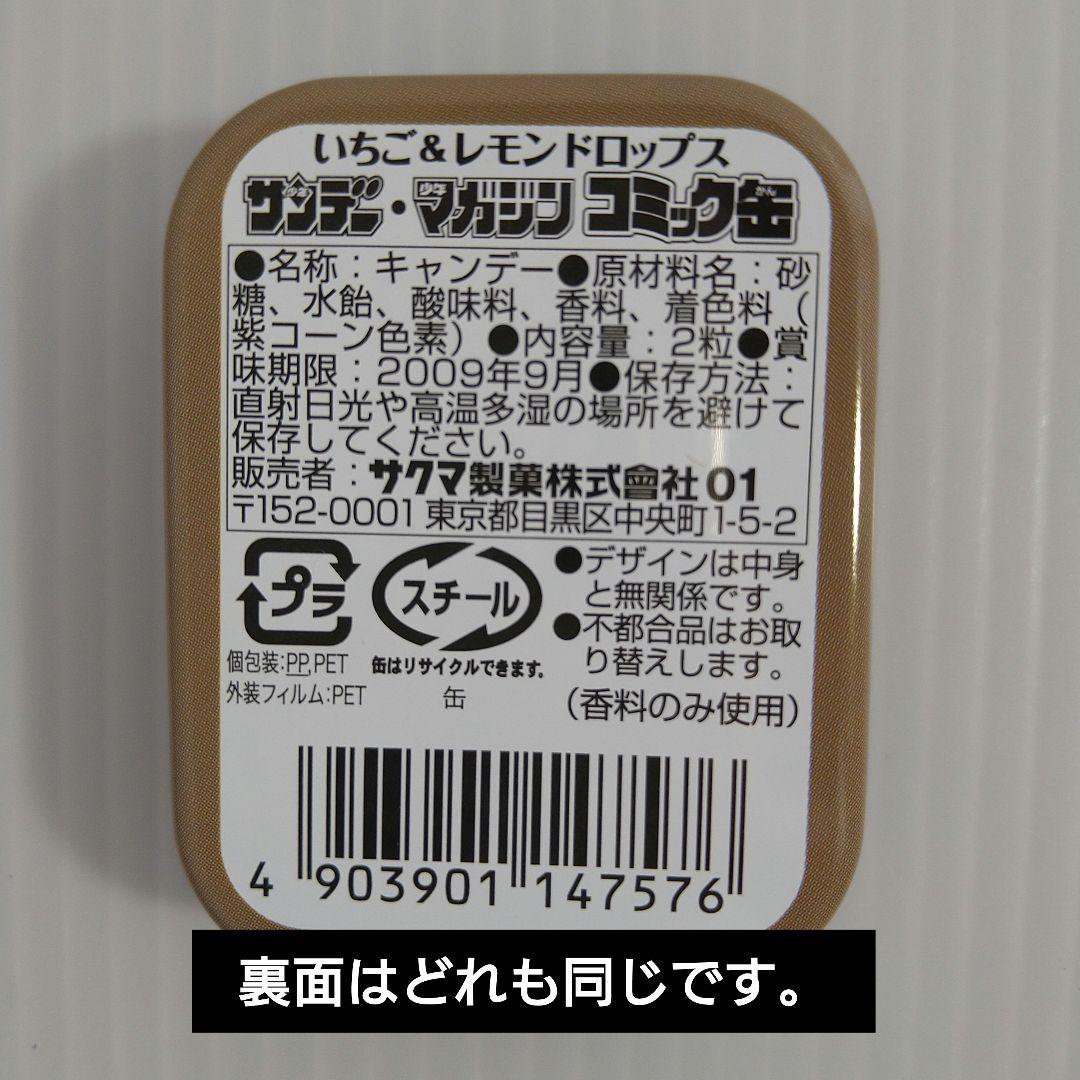 いちご&レモンドロップス
少年サンデー・少年マガジン コミック缶
かん
●名称：キャンデー●原材料名：砂
糖、水飴、酸味料、香料、着色料（
紫コーン色素）●内容量：2粒●賞
味期限：2009年9月●保存方法：
直射日光や高温多湿の場所を避けて
保存してください。
販売者：サクマ製菓株式會社 01
〒152-0001 東京都目黒区中央町1-5-2
プラ
個包装:PP,PET
外装フィルム:PET
スチール
缶はリサイクルできます。
缶
●デザインは中身
と無関係です。
●不都合品はお取
り替えします。
（香料のみ使用）
4 903901 147576
裏面はどれも同じです。